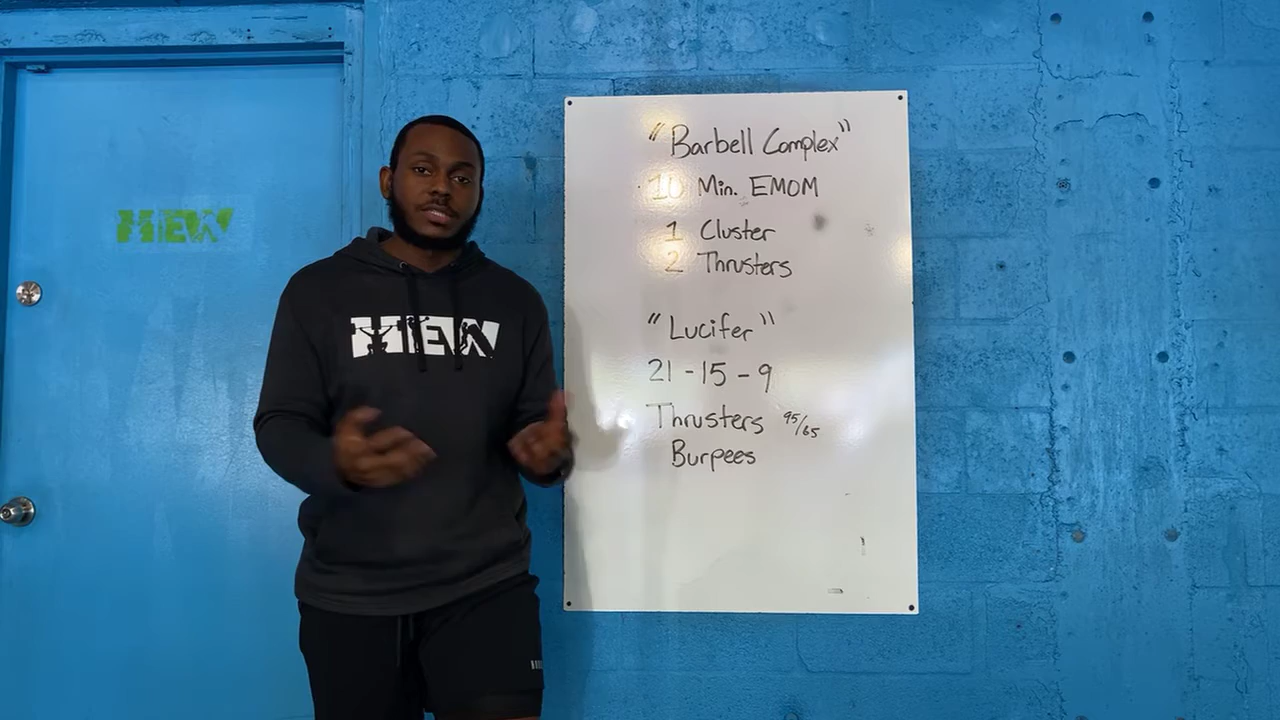 HEW
HEW
"Barbell Complex"
10 Min. EMOM
1 Cluster
2 Thrusters
"Lucifer"
21 - 15 - 9
Thrusters 95/65
Burpees